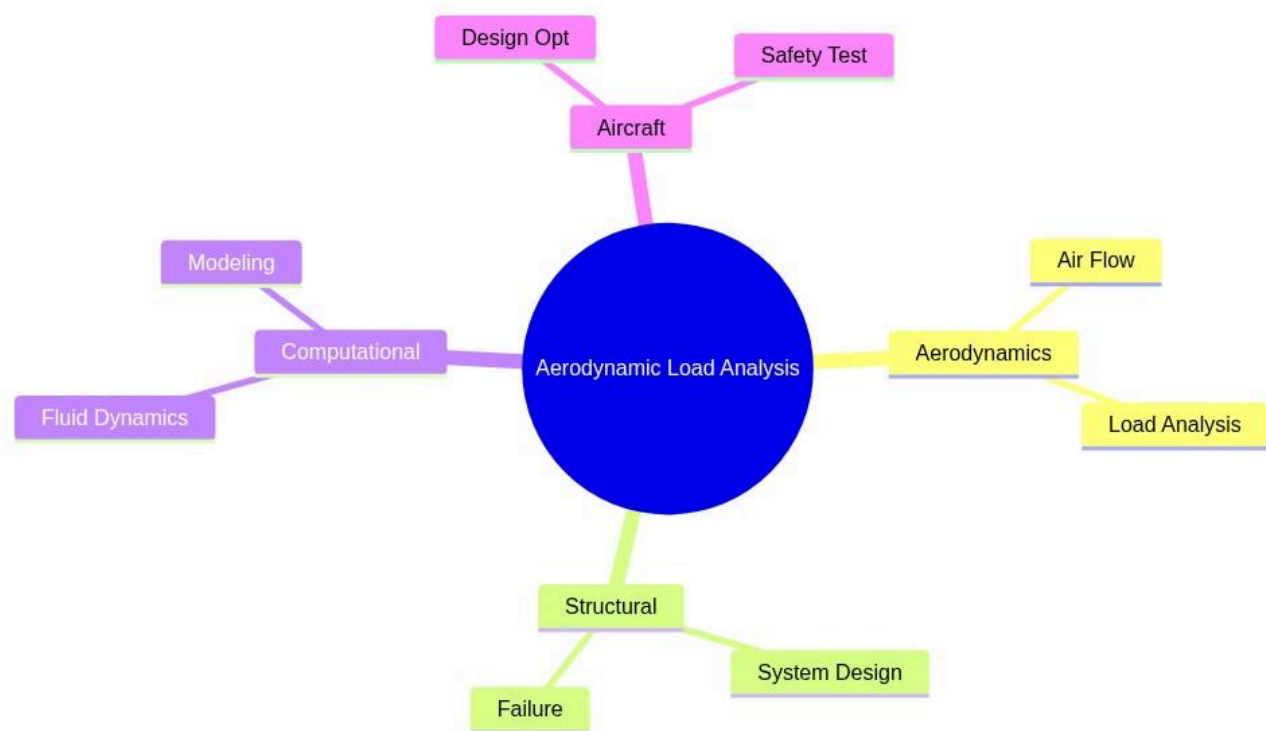 Design Opt
Safety Test
Aircraft
Modeling
Air Flow
Computational
Aerodynamics
Aerodynamic Load Analysis
Fluid Dynamics
Load Analysis
Structural
System Design
Failure